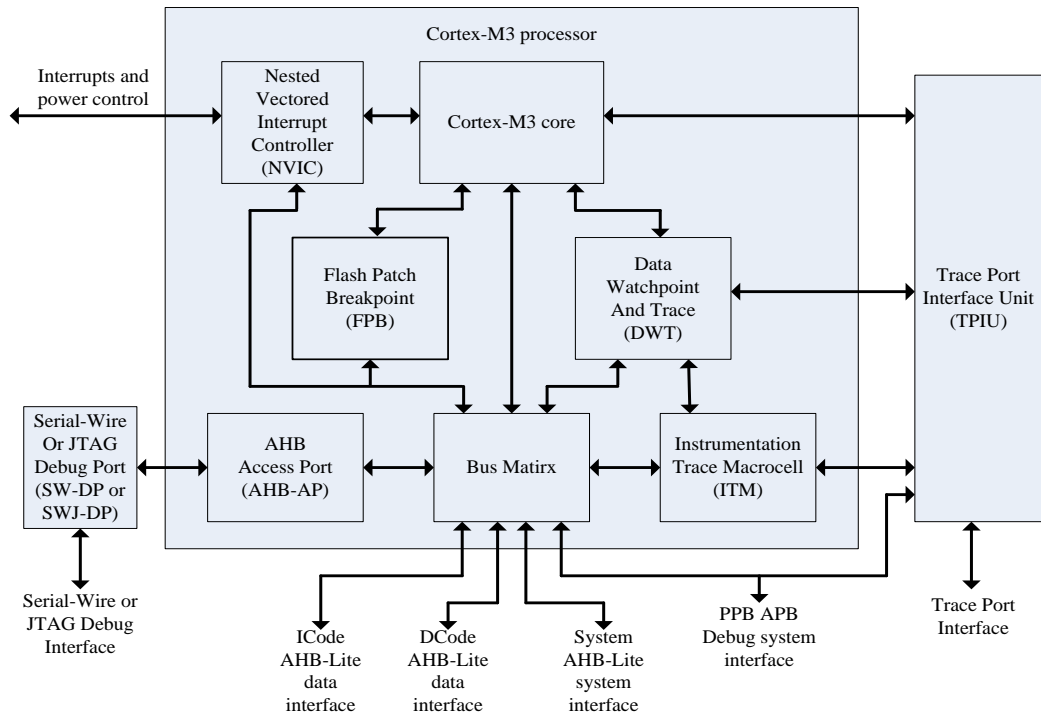 Cortex-M3 processor
Interrupts and
power control
Nested
Vectored
Interrupt
Controller
(NVIC)
Cortex-M3 core
Flash Patch
Breakpoint
(FPB)
Data
Watchpoint
And Trace
(DWT)
Trace Port
Interface Unit
(TPIU)
Serial-Wire
Or JTAG
Debug Port
(SW-DP or
SWJ-DP)
AHB
Access Port
(AHB-AP)
Bus Matirx
Instrumentation
Trace Macrocell
(ITM)
Serial-Wire or
JTAG Debug
Interface
ICode
AHB-Lite
data
interface
DCode
AHB-Lite
data
interface
System
AHB-Lite
system
interface
PPB APB
Debug system
interface
Trace Port
Interface